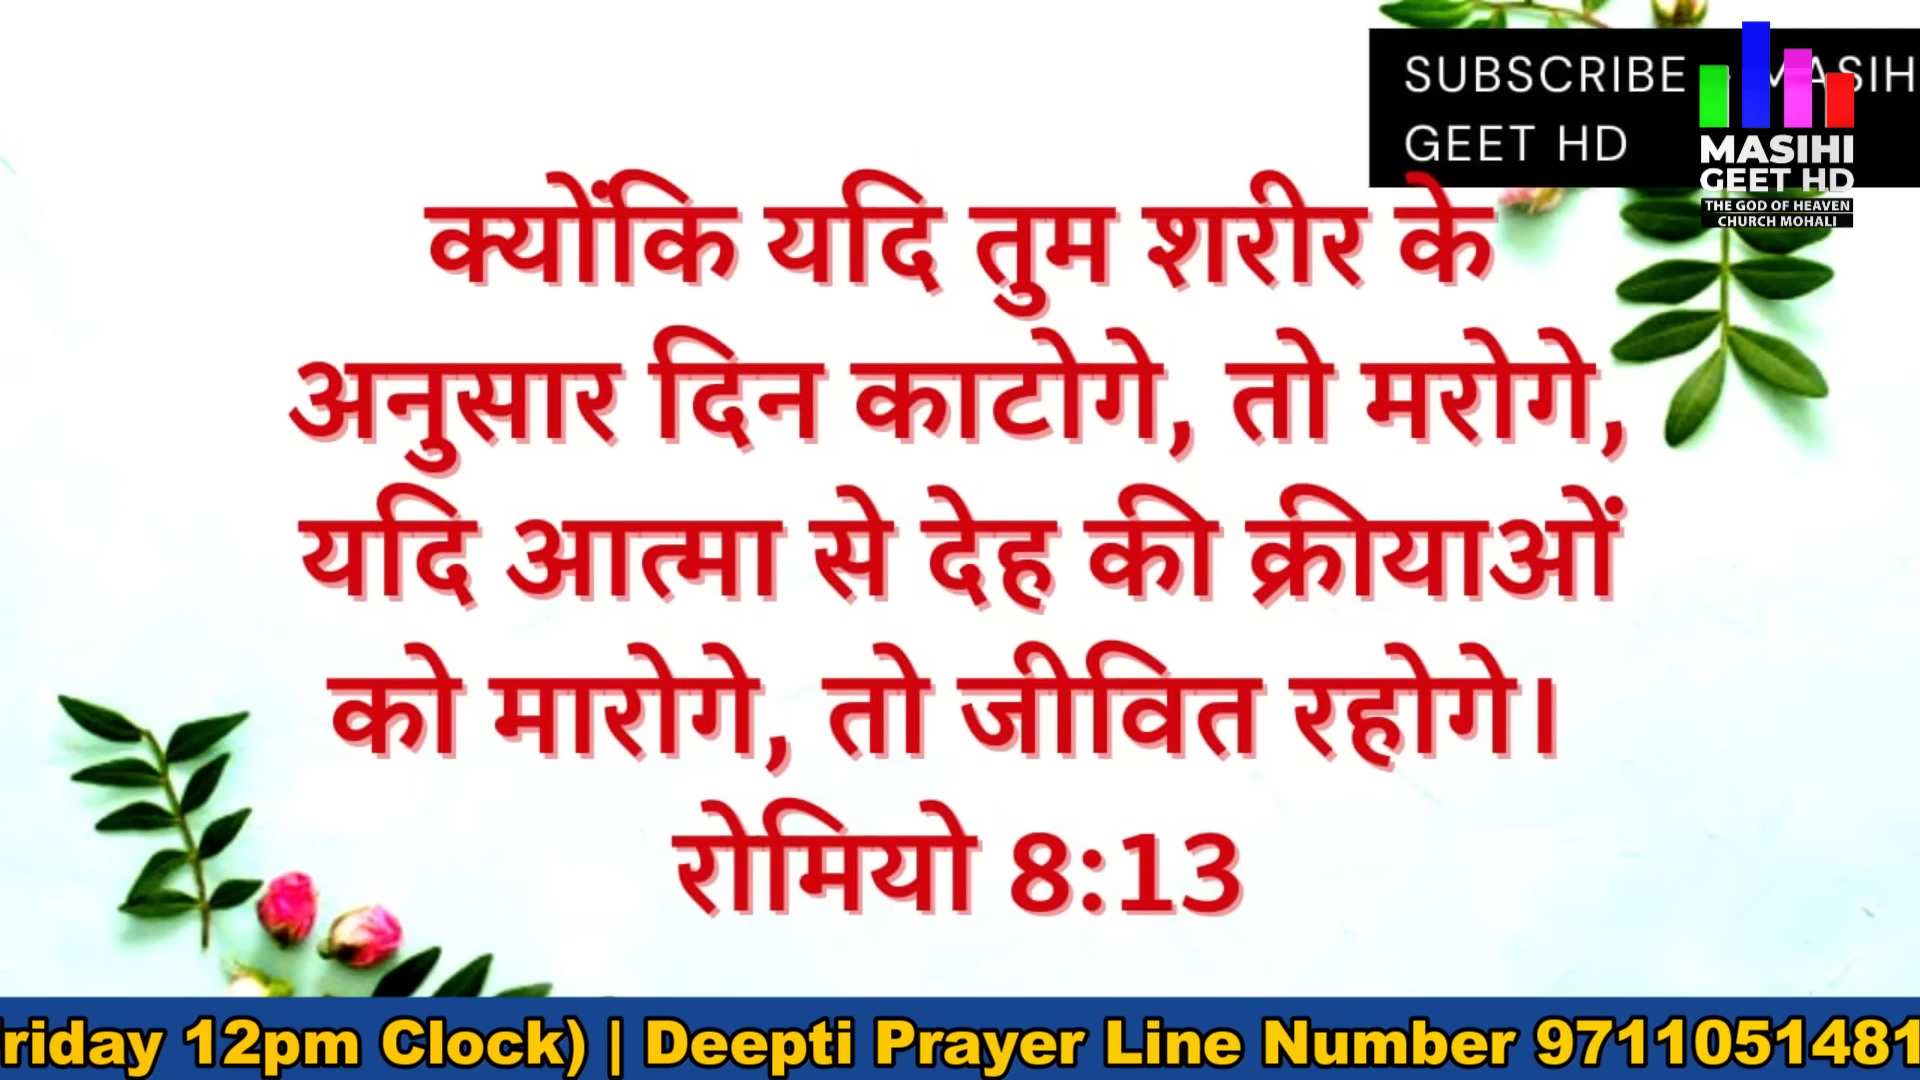 SUBSCRIBE
GEET HD
MASIHI
GEET HD
THE GOD OF HEAVEN
CHURCH MOHALI
क्योंकि यदि तुम शरीर के
अनुसार दिन काटोगे, तो मरोगे,
यदि आत्मा से देह की क्रीयाओं
को मारोगे, तो जीवित रहोगे।
रोमियो 8:13
riday 12pm Clock) | Deepti Prayer Line Number 9711051481